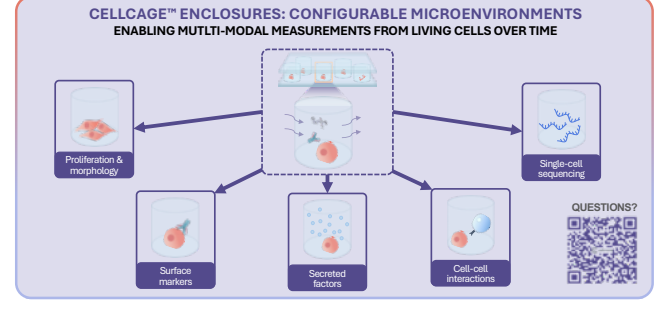 CELLCAGE™ ENCLOSURES: CONFIGURABLE MICROENVIRONMENTS
ENABLING MUTLTI-MODAL MEASUREMENTS FROM LIVING CELLS OVER TIME
Proliferation &
morphology
Single-cell
sequencing
Surface
markers
Secreted
factors
Cell-cell
interactions
QUESTIONS?